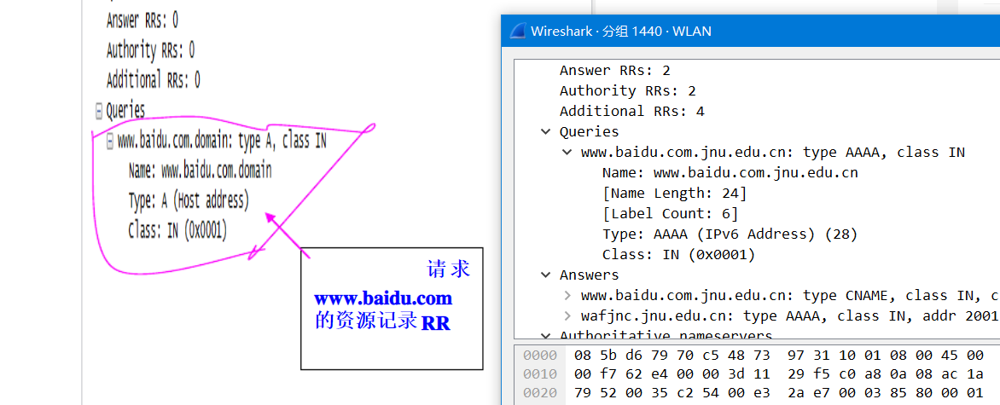 Answer RRs: 0
Authority RRs: 0
Additional RRs: 0
Queries
www.baidu.com.domain: type A, class IN
Name: www.baidu.com.domain
Type: A (Host address)
Class: IN (0x0001)
请 求
www.baidu.com
的资源记录 RR
Wireshark · 分组 1440 · WLAN
Answer RRs: 2
Authority RRs: 2
Additional RRs: 4
Queries
www.baidu.com.jnu.edu.cn: type AAAA, class IN
Name: www.baidu.com.jnu.edu.cn
[Name Length: 24]
[Label Count: 6]
Type: AAAA (IPv6 Address) (28)
Class: IN (0x0001)
Answers
www.baidu.com.jnu.edu.cn: type CNAME, class IN, c
wafjnc.jnu.edu.cn: type AAAA, class IN, addr 2001
Authoritative nameservers
0000 08 5b d6 79 70 c5 48 73 97 31 10 01 08 00 45 00
0010 00 f7 62 e4 00 00 3d 11 29 f5 c0 a8 0a 08 ac 1a
0020 79 52 00 35 c2 54 00 e3 2a e7 00 03 85 80 00 01